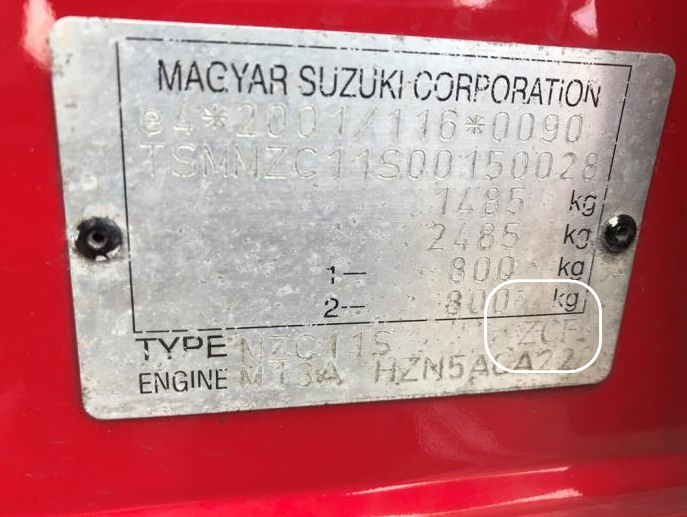 MAGYAR SUZUKI CORPORATION
e4*2001/116*0090
TSMNZC11S00150028
1485 kg
2485 kg
1— 800 kg
2— 800 kg
TYPE NZC11S ZCF
ENGINE M13A HZN5ACA22